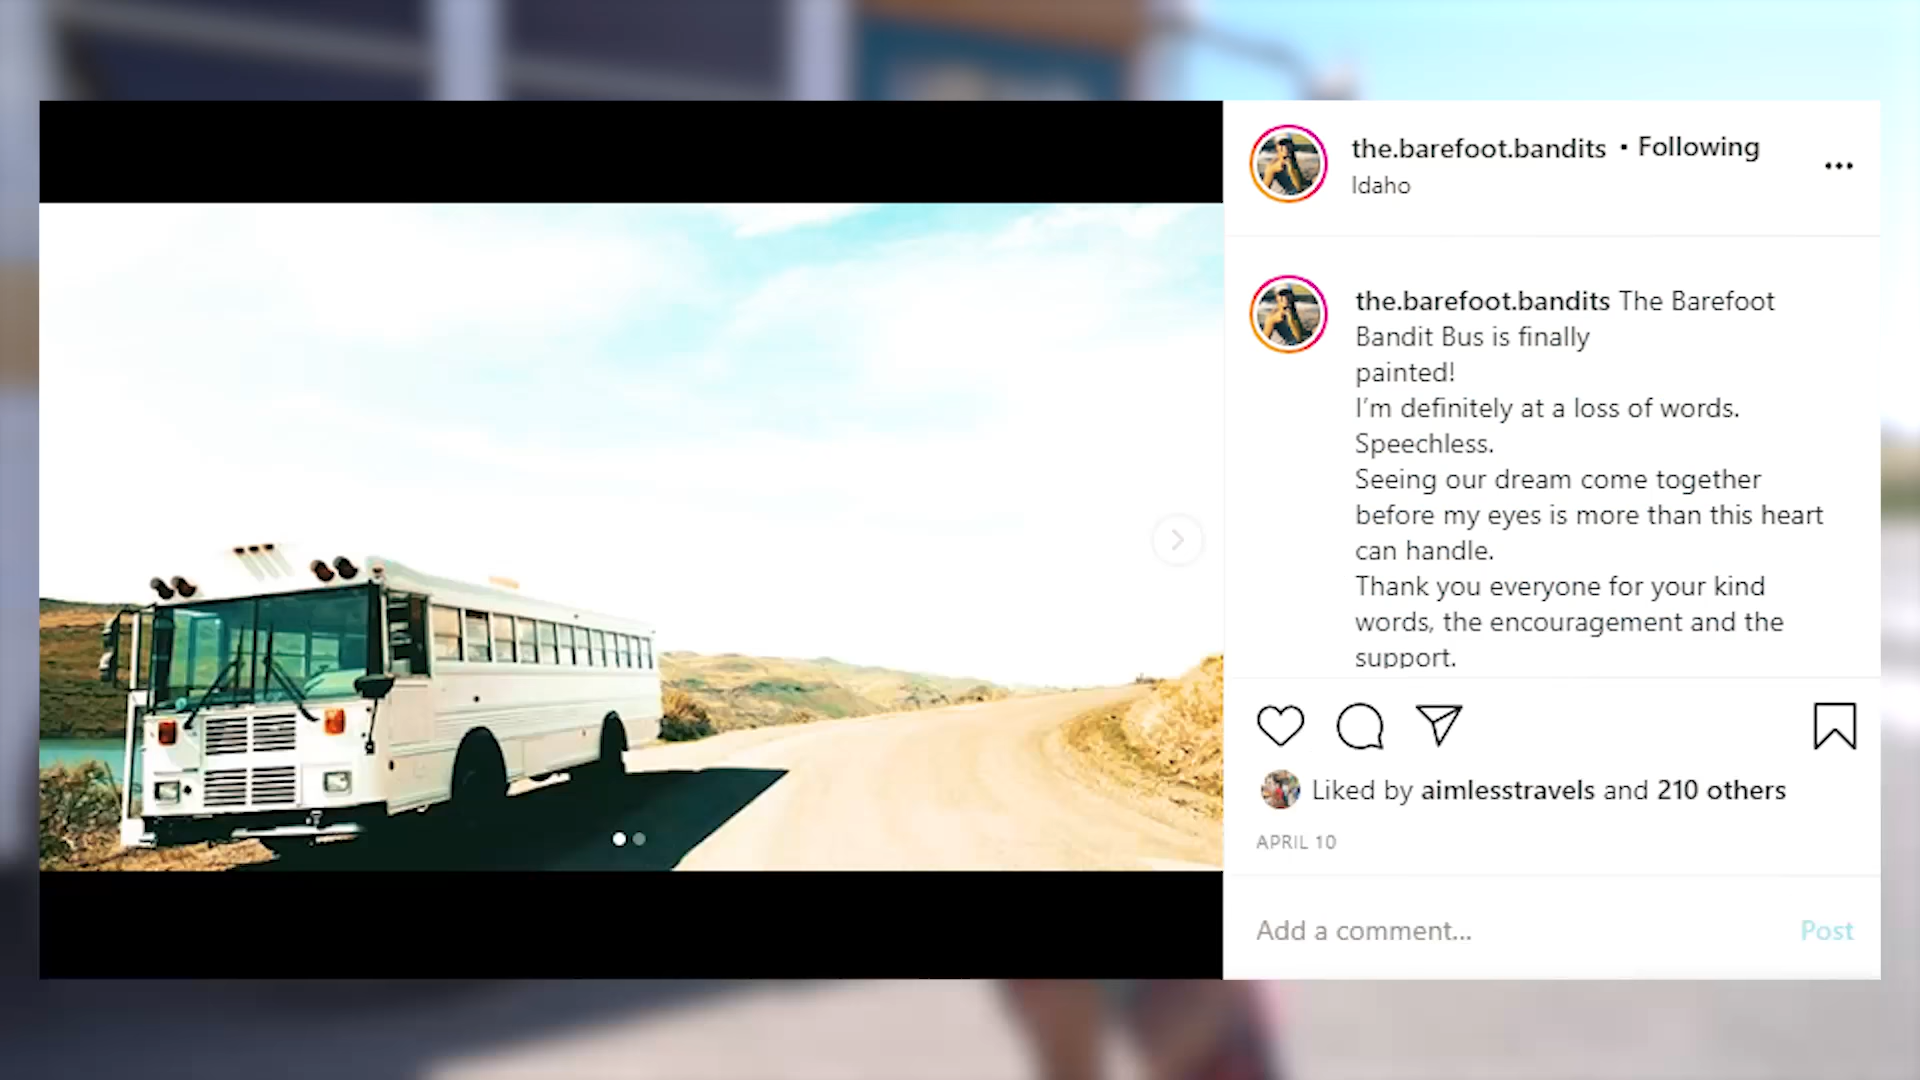 the.barefoot.bandits • Following
Idaho
the.barefoot.bandits The Barefoot
Bandit Bus is finally
painted!
I'm definitely at a loss of words.
Speechless.
Seeing our dream come together
before my eyes is more than this heart
can handle.
Thank you everyone for your kind
words, the encouragement and the
support.
Liked by aimlesstravels and 210 others
APRIL 10
Add a comment...
Post